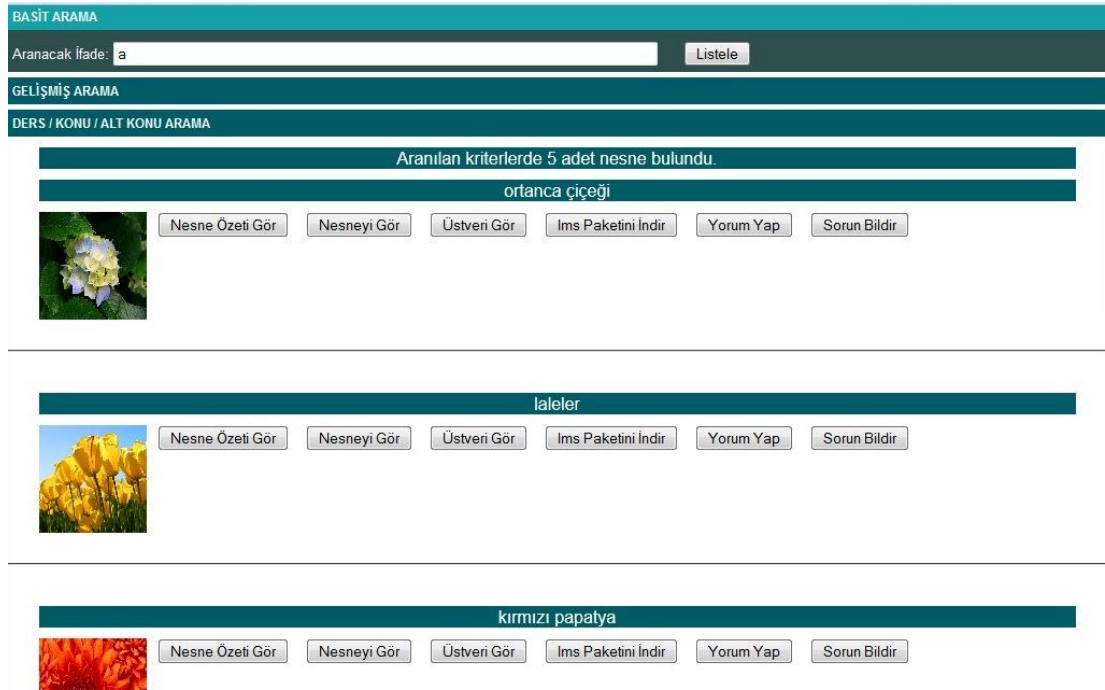 BASİT ARAMA
Aranacak İfade: a Listele
GELİŞMİŞ ARAMA
DERS / KONU / ALT KONU ARAMA
Aranılan kriterlerde 5 adet nesne bulundu.
ortanca çiçeği
Nesne Özeti Gör Nesneyi Gör Üstveri Gör Ims Paketini İndir Yorum Yap Sorun Bildir
laleler
Nesne Özeti Gör Nesneyi Gör Üstveri Gör Ims Paketini İndir Yorum Yap Sorun Bildir
kırmızı papatya
Nesne Özeti Gör Nesneyi Gör Üstveri Gör Ims Paketini İndir Yorum Yap Sorun Bildir